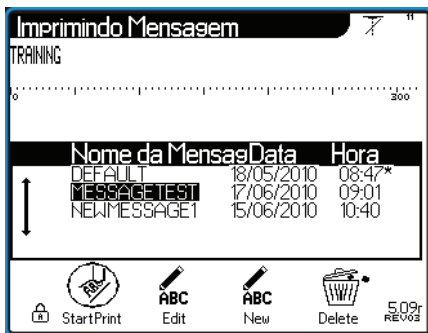 Imprimindo Mensagem 11
TRAINING
0 300
Nome da MensagData Hora
DEFAULT 18/05/2010 08:47*
MESSAGETEST 17/06/2010 09:01
NEWMESSAGE1 15/06/2010 10:40
ABC ABC
StartPrint Edit New Delete 5.09r
REV03